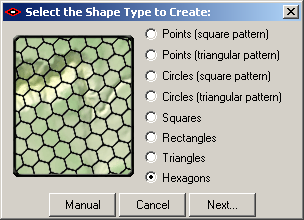 Select the Shape Type to Create:
Points (square pattern)
Points (triangular pattern)
Circles (square pattern)
Circles (triangular pattern)
Squares
Rectangles
Triangles
Hexagons
Manual Cancel Next...